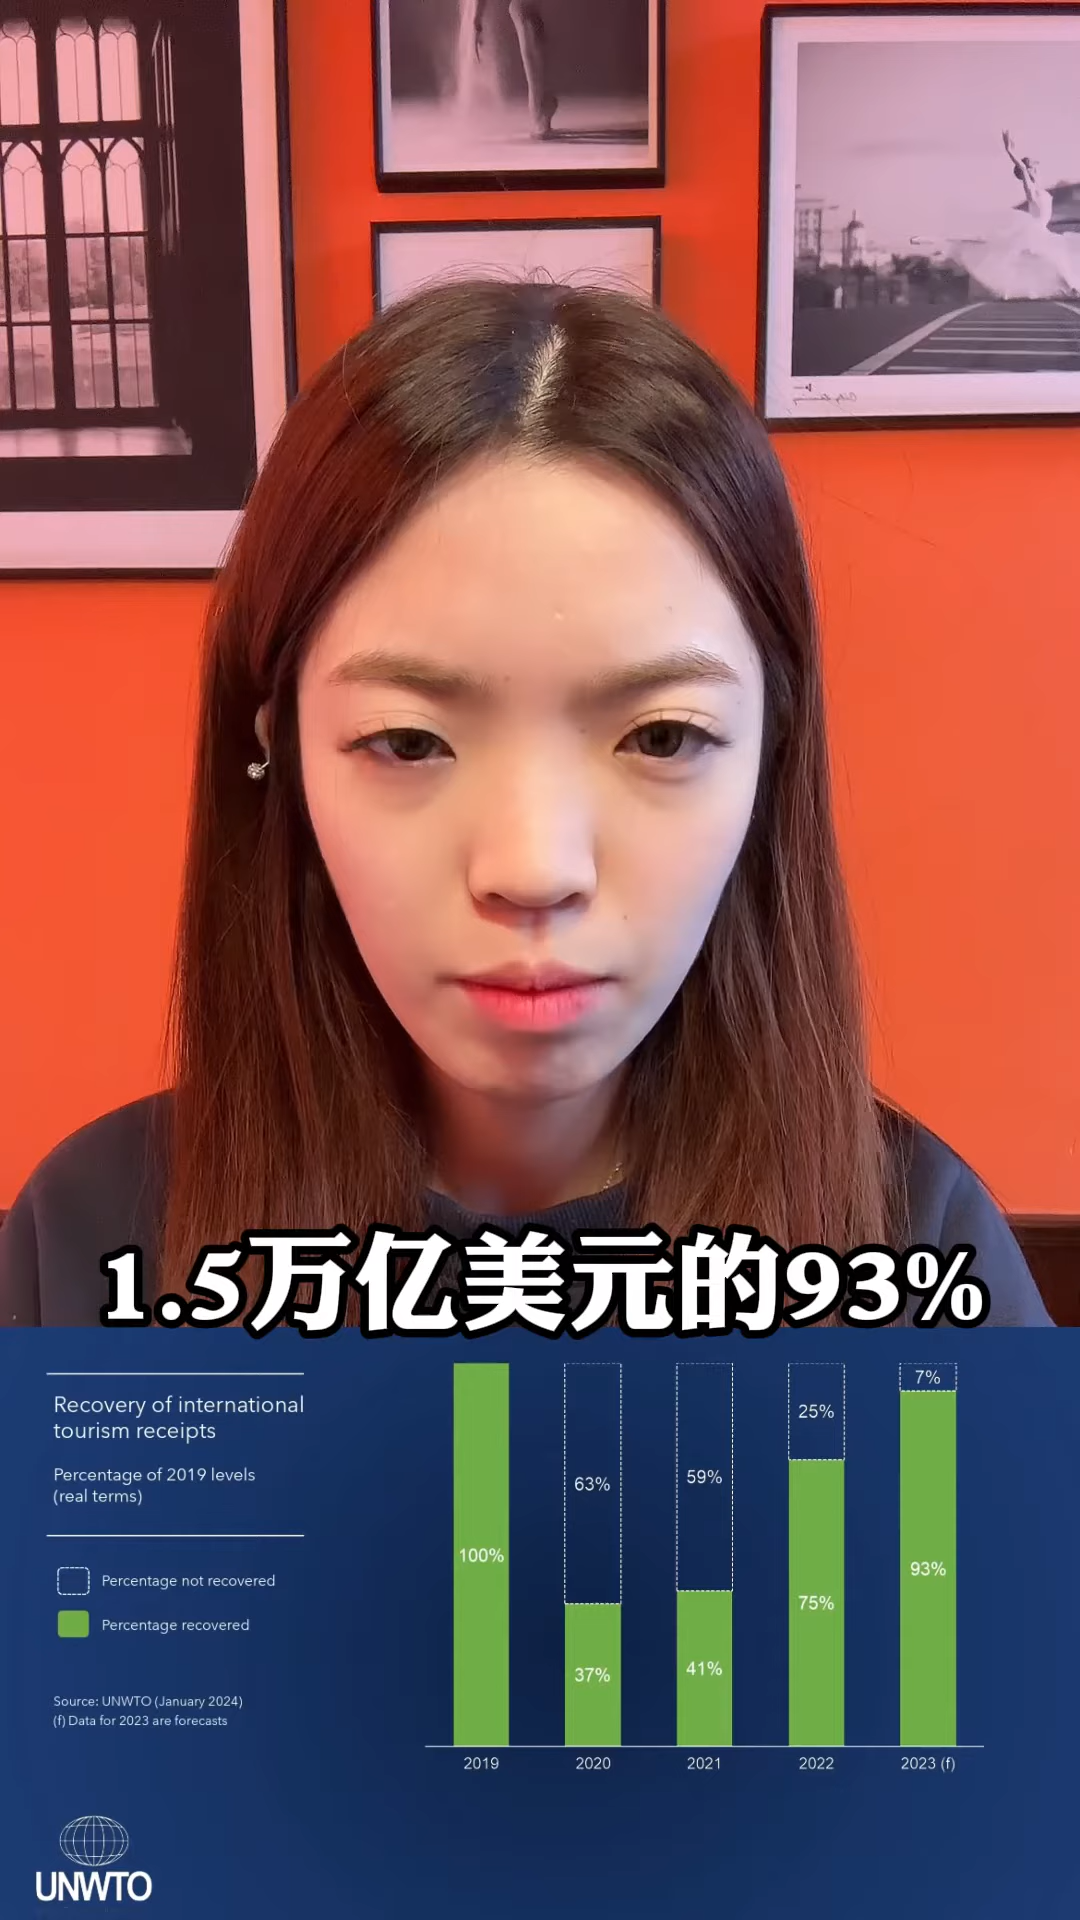 1.5万亿美元的93%
Recovery of international
tourism receipts
Percentage of 2019 levels
(real terms)
Percentage not recovered
Percentage recovered
Source: UNWTO (January 2024)
(f) Data for 2023 are forecasts
100%
63%
37%
59%
41%
25%
75%
7%
93%
2019
2020
2021
2022
2023 (f)
UNWTO